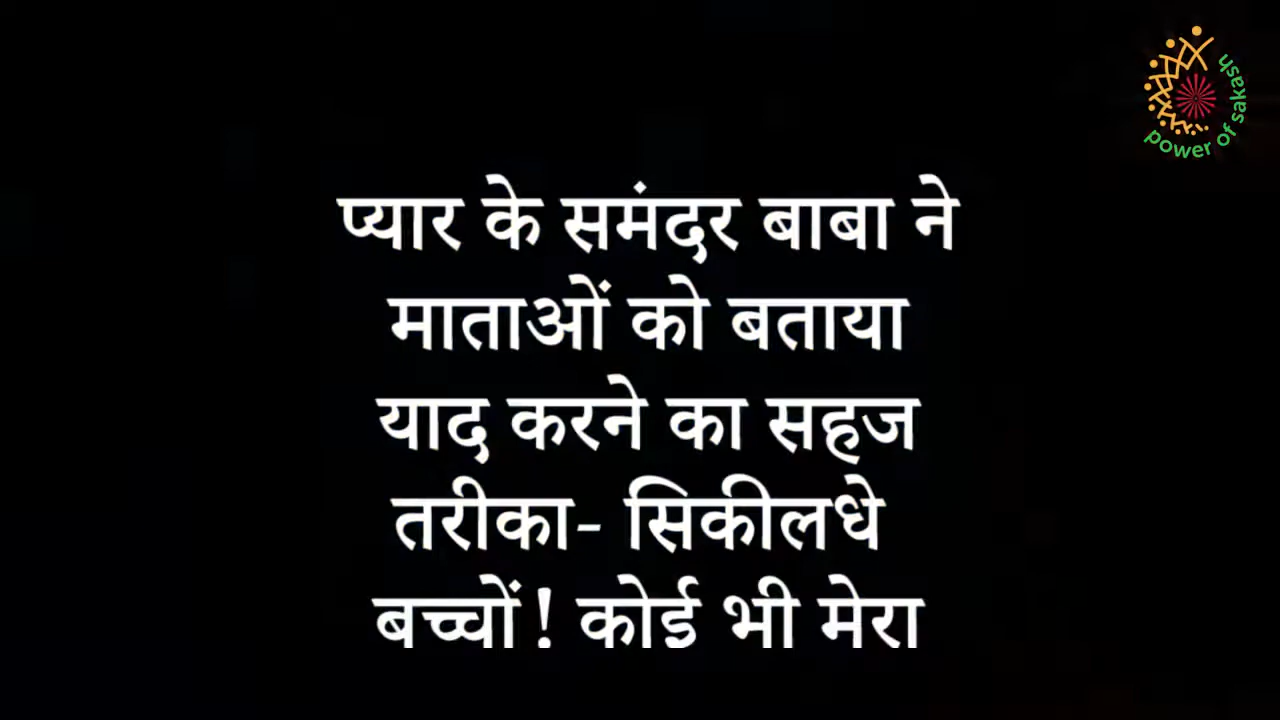 power of sakash
प्यार के समंदर बाबा ने
माताओं को बताया
याद करने का सहज
तरीका- सिकीलधे
बच्चों! कोई भी मेरा